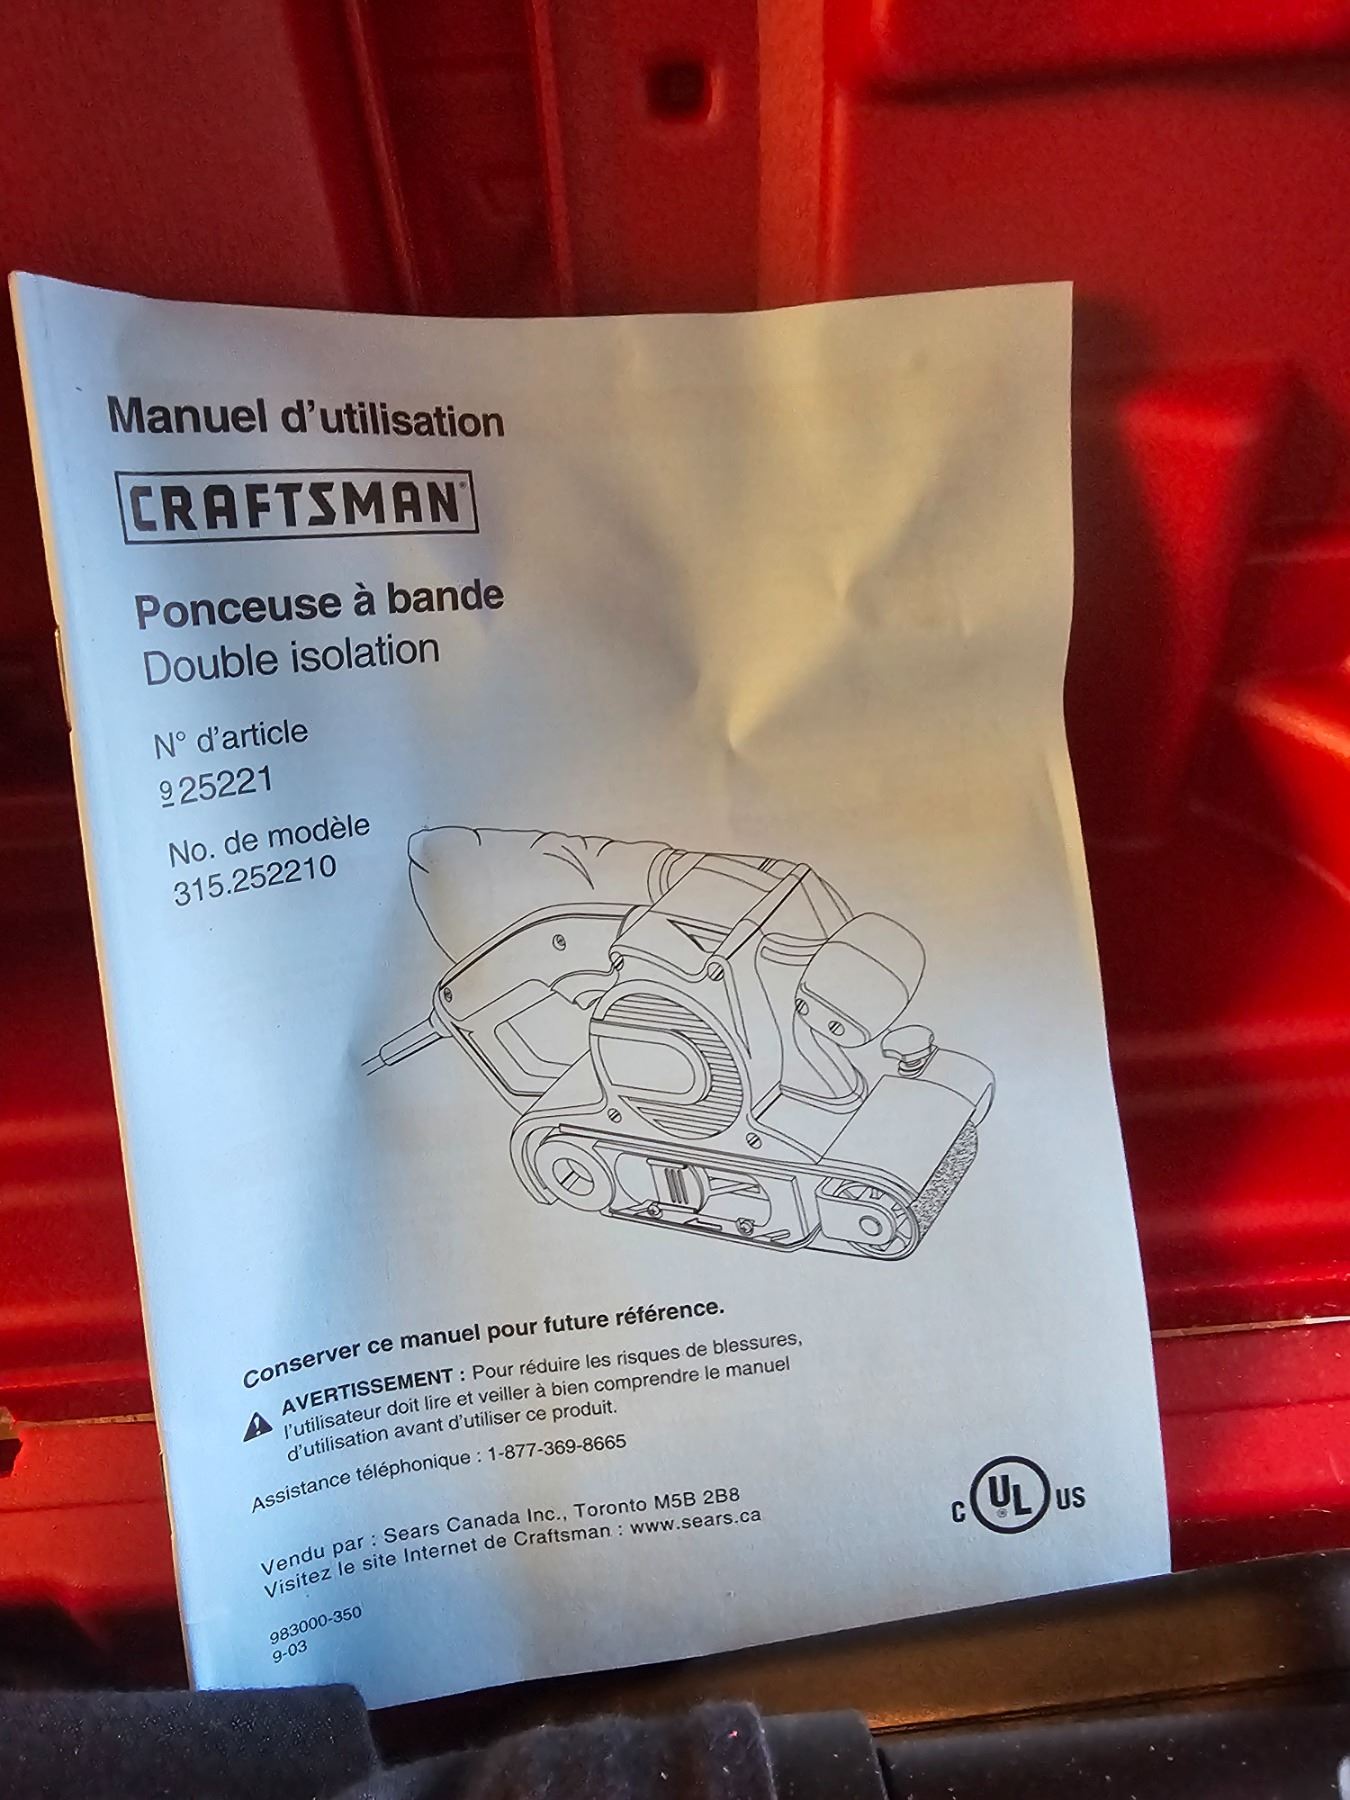 Manuel d'utilisation
CRAFTSMAN®
Ponceuse à bande
Double isolation
N° d'article
925221
No. de modèle
315.252210
Conserver ce manuel pour future référence.
AVERTISSEMENT : Pour réduire les risques de blessures,
l'utilisateur doit lire et veiller à bien comprendre le manuel
d'utilisation avant d'utiliser ce produit.
Assistance téléphonique : 1-877-369-8665
Vendu par : Sears Canada Inc., Toronto M5B 2B8
Visitez le site Internet de Craftsman : www.sears.ca
C UL® US
983000-350
9-03